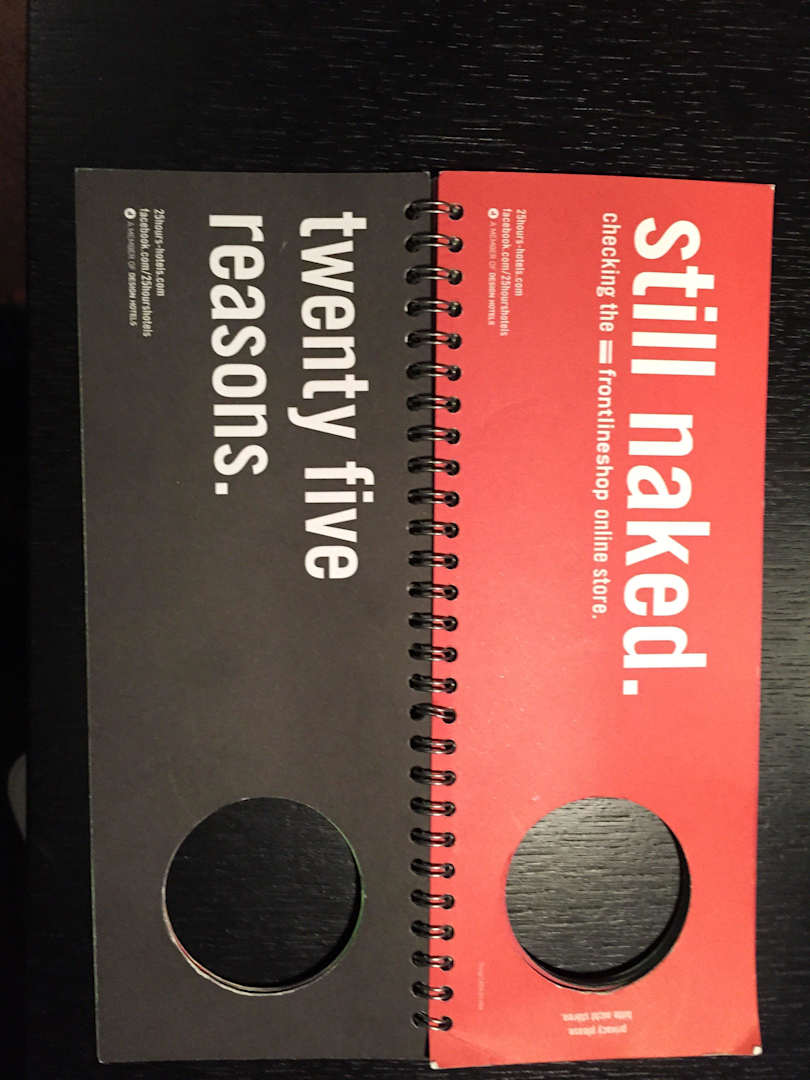 still naked.
checking the frontlineshop online store.
25hours-hotels.com
facebook.com/25hourshotels
A MEMBER OF DESIGN HOTELS
privacy please
bitte nicht stören.
twenty five
reasons.
25hours-hotels.com
facebook.com/25hourshotels
A MEMBER OF DESIGN HOTELS